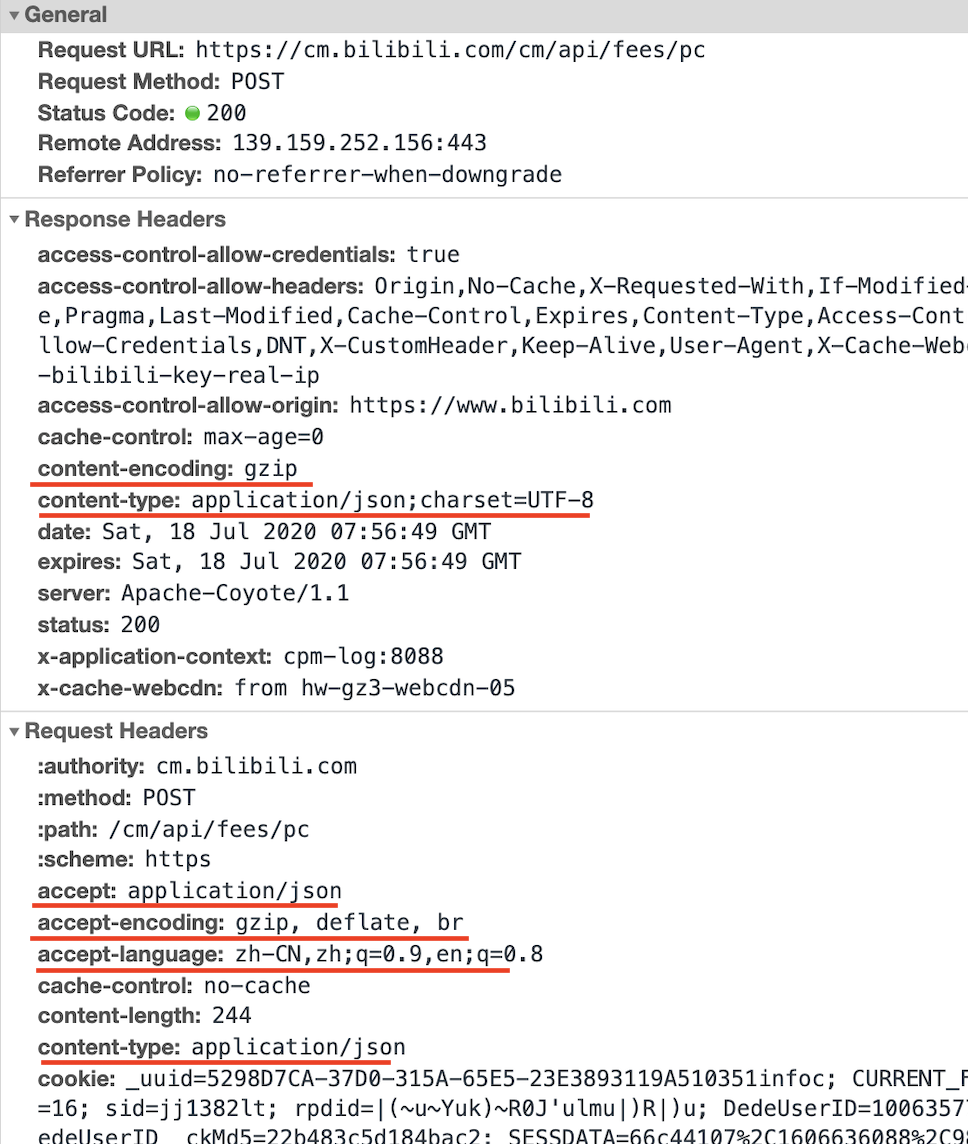 General
Request URL: https://cm.bilibili.com/cm/api/fees/pc
Request Method: POST
Status Code: 200
Remote Address: 139.159.252.156:443
Referrer Policy: no-referrer-when-downgrade
Response Headers
access-control-allow-credentials: true
access-control-allow-headers: Origin,No-Cache,X-Requested-With,If-Modified-
e,Pragma,Last-Modified,Cache-Control,Expires,Content-Type,Access-Cont
llow-Credentials,DNT,X-CustomHeader,Keep-Alive,User-Agent,X-Cache-Web
-bilibili-key-real-ip
access-control-allow-origin: https://www.bilibili.com
cache-control: max-age=0
content-encoding: gzip
content-type: application/json;charset=UTF-8
date: Sat, 18 Jul 2020 07:56:49 GMT
expires: Sat, 18 Jul 2020 07:56:49 GMT
server: Apache-Coyote/1.1
status: 200
x-application-context: cpm-log:8088
x-cache-webcdn: from hw-gz3-webcdn-05
Request Headers
:authority: cm.bilibili.com
:method: POST
:path: /cm/api/fees/pc
:scheme: https
accept: application/json
accept-encoding: gzip, deflate, br
accept-language: zh-CN,zh;q=0.9,en;q=0.8
cache-control: no-cache
content-length: 244
content-type: application/json
cookie: _uuid=5298D7CA-37D0-315A-65E5-23E3893119A510351infoc; CURRENT_F
=16; sid=jj1382lt; rpdid=|(~u~Yuk)~R0J'ulmu|)R|)u; DedeUserID=1006357
edeUserID__ckMd5=22b483c5d184bac2; SESSDATA=66c44107%2C1606636088%2C9